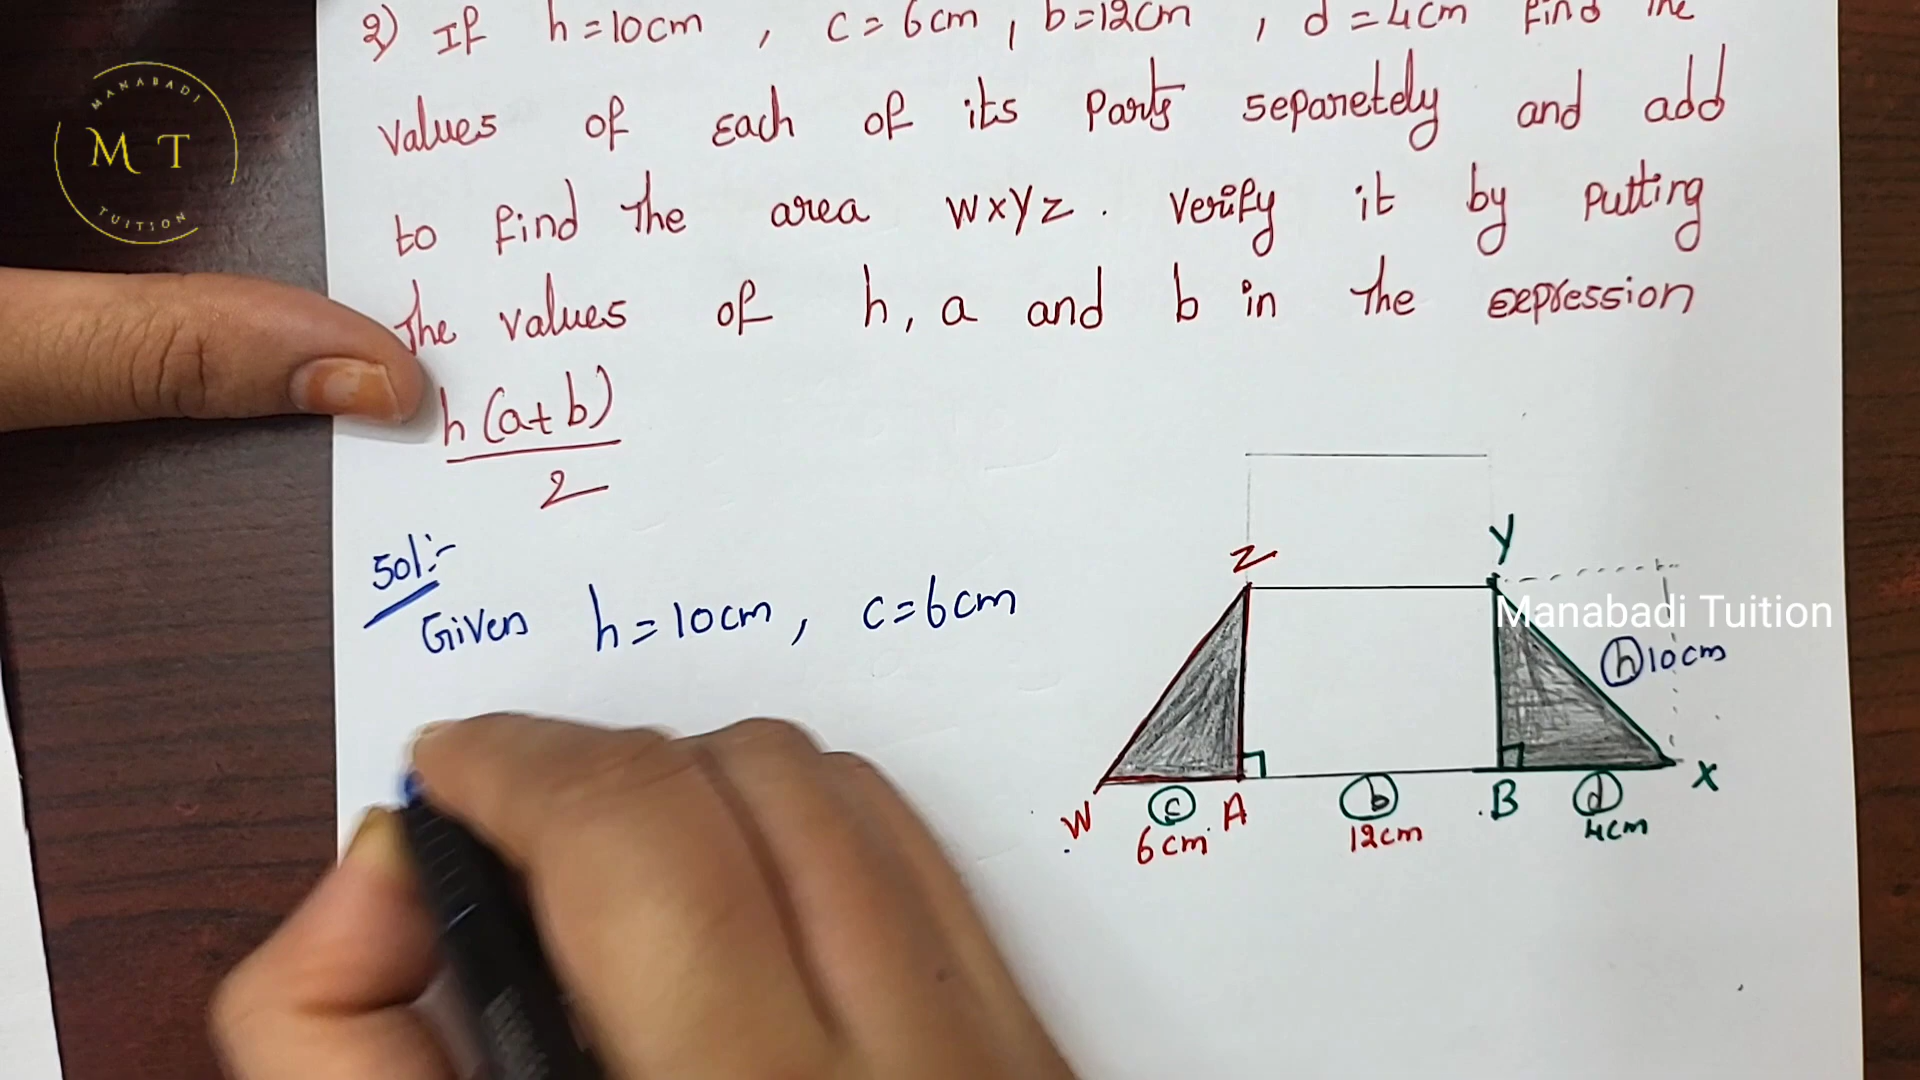 MANABADI
M T
TUITION
2) If h=10cm , c=6cm , b=12cm , d=4cm find the
values of each of its parts separetely and add
to find the area WXYZ. Verify it by putting
the values of h, a and b in the expression
h(a+b)
2
Sol:-
Given h=10cm, c=6cm
Z
Y
Manabadi Tuition
h 10cm
W c A b B d X
6cm 12cm 4cm